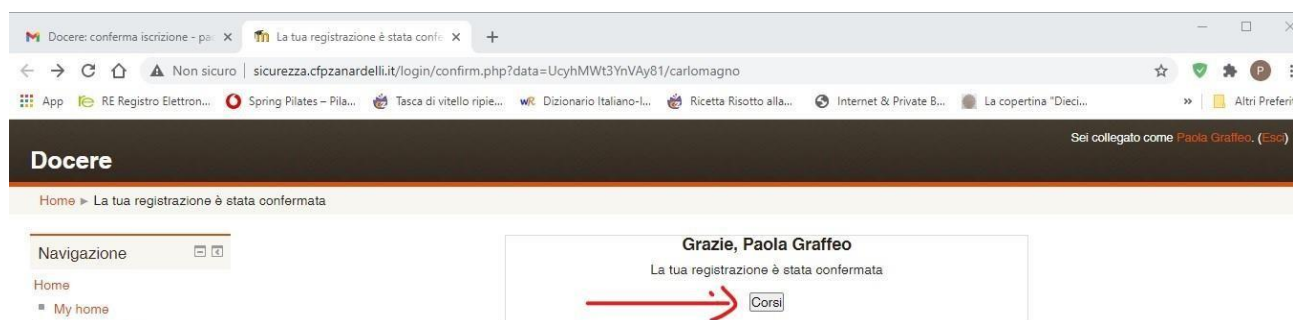 Docere: conferma iscrizione - pa
La tua registrazione è stata confe
Non sicuro | sicurezza.cfpzanardelli.it/login/confirm.php?data=UcyhMWt3YnVAy81/carlomagno
P
App RE Registro Elettron... Spring Pilates – Pila... Tasca di vitello ripie... WR Dizionario Italiano-I... Ricetta Risotto alla... Internet & Private B... La copertina "Dieci... » Altri Preferi
Sei collegato come Paola Graffeo. (Esci)
Docere
Home ► La tua registrazione è stata confermata
Navigazione
Home
My home
Grazie, Paola Graffeo
La tua registrazione è stata confermata
Corsi